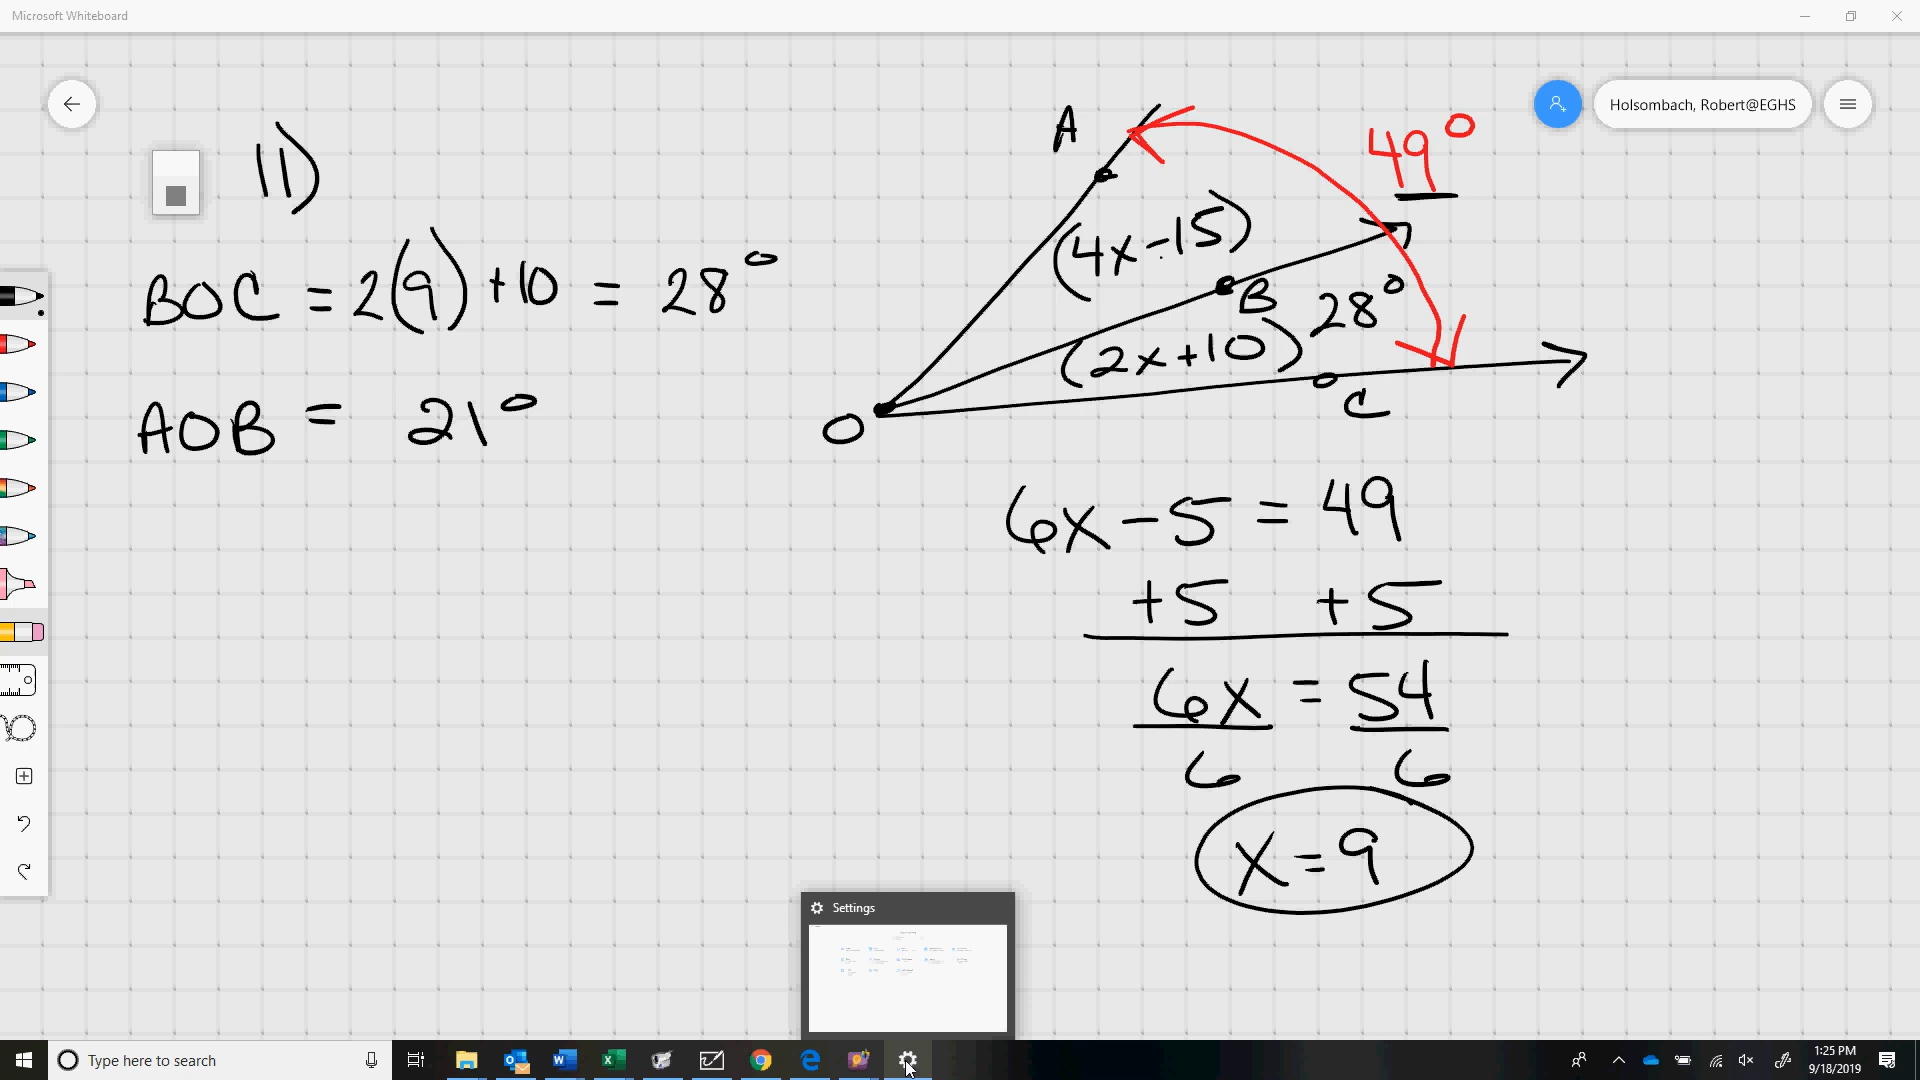 Microsoft Whiteboard
Holsombach, Robert@EGHS
11)
BOC = 2(9) + 10 = 28°
AOB = 21°
A
49°
(4x-15)
B
28°
(2x+10)
O
C
6x - 5 = 49
+5 +5
6x = 54
6 6
x = 9
Settings
Type here to search
1:25 PM
9/18/2019